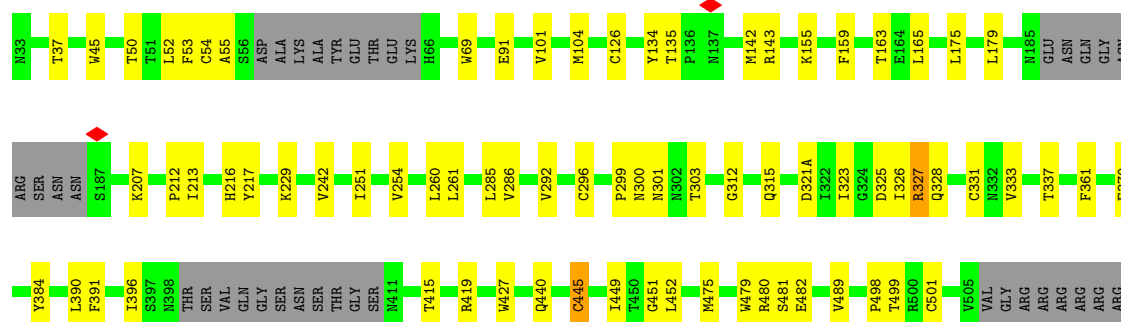 N33 T37 W45 T50 T51 L52 F53 C54 A55 S56 ASP ALA LYS ALA TYR GLU THR GLU LYS H66 W69 E91 V101 M104 C126 Y134 T135 P136 N137 M142 R143 K155 F159 T163 E164 L165 L175 L179 N185 GLU ASN GLN GLY
ARG SER ASN ASN S187 K207 P212 I213 H216 Y217 K229 V242 I251 V254 L260 L261 L285 V286 V292 C296 P299 N300 N301 N302 T303 G312 Q315 D321A I322 I323 G324 D325 I326 R327 Q328 C331 N332 V333 T337 F361
Y384 L390 F391 I396 S397 N398 THR SER VAL GLN GLY SER ASN SER THR GLY SER N411 T415 R419 W427 Q440 C445 I449 T450 G451 L452 M475 W479 R480 S481 E482 V489 P498 T499 R500 C501 V505 VAL GLY ARG ARG ARG ARG ARG ARG